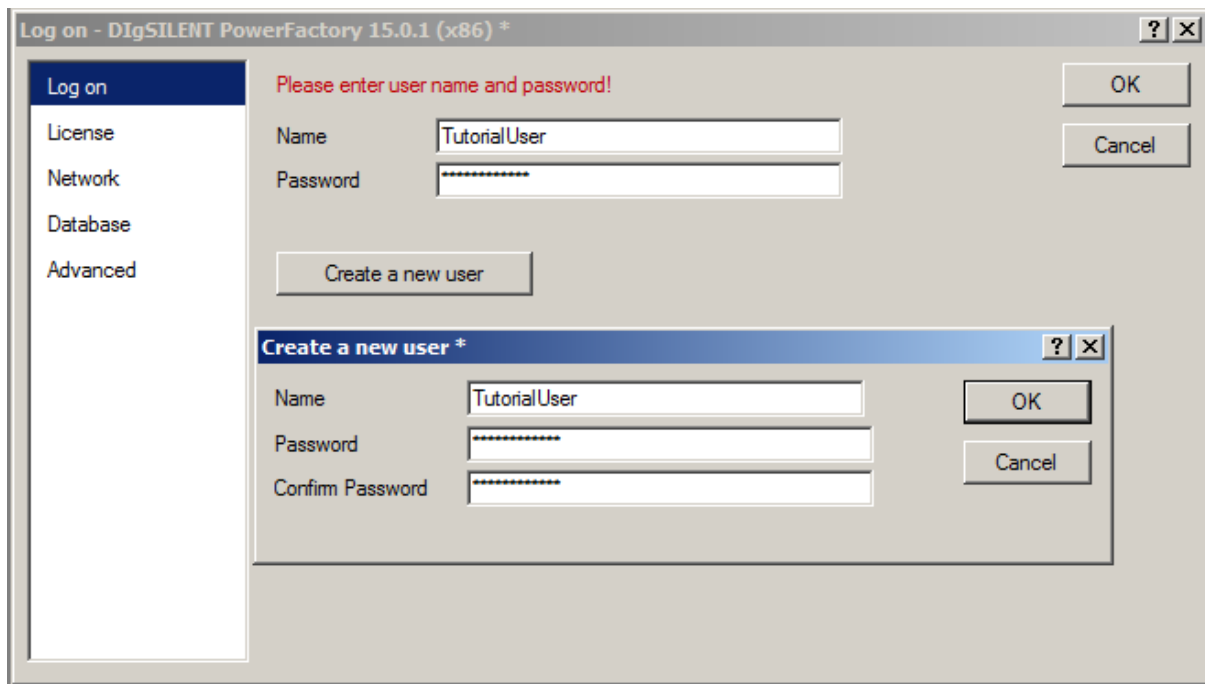 Log on - DIgSILENT PowerFactory 15.0.1 (x86) *
Log on
License
Network
Database
Advanced
Please enter user name and password!
Name TutorialUser
Password ************
Create a new user
OK
Cancel
Create a new user *
Name TutorialUser
Password ************
Confirm Password ************
OK
Cancel